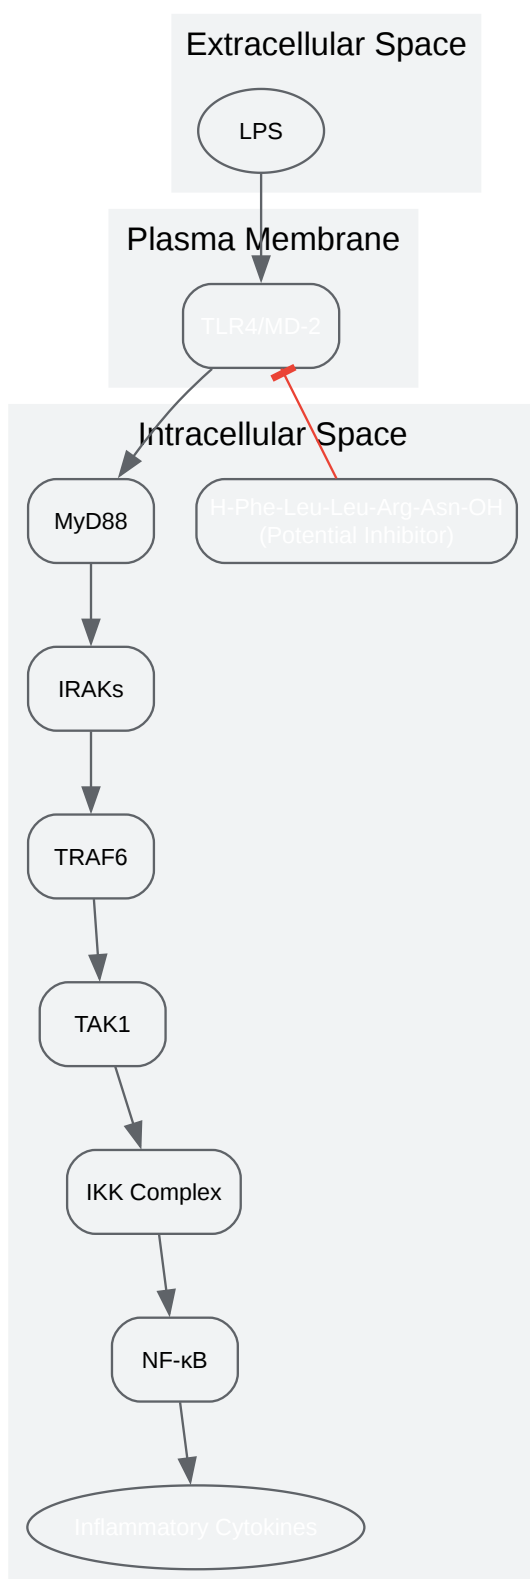 Extracellular Space
LPS
Plasma Membrane
TLR4/MD-2
Intracellular Space
MyD88
H-Phe-Leu-Leu-Arg-Asn-OH
(Potential Inhibitor)
IRAKs
TRAF6
TAK1
IKK Complex
NF-κB
Inflammatory Cytokines